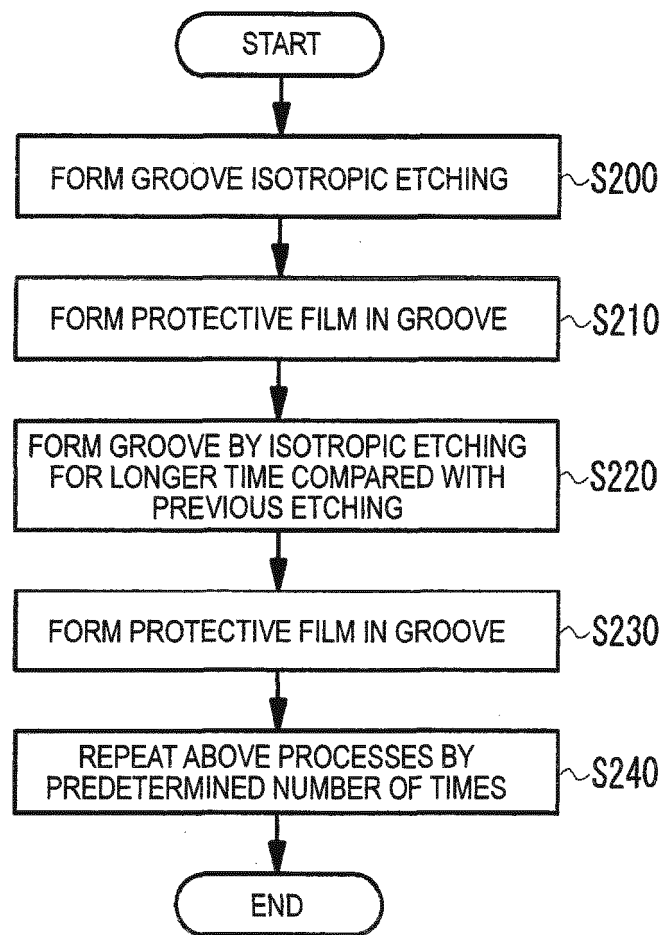 START
FORM GROOVE ISOTROPIC ETCHING
S200
FORM PROTECTIVE FILM IN GROOVE
S210
FORM GROOVE BY ISOTROPIC ETCHING
FOR LONGER TIME COMPARED WITH
PREVIOUS ETCHING
S220
FORM PROTECTIVE FILM IN GROOVE
S230
REPEAT ABOVE PROCESSES BY
PREDETERMINED NUMBER OF TIMES
S240
END